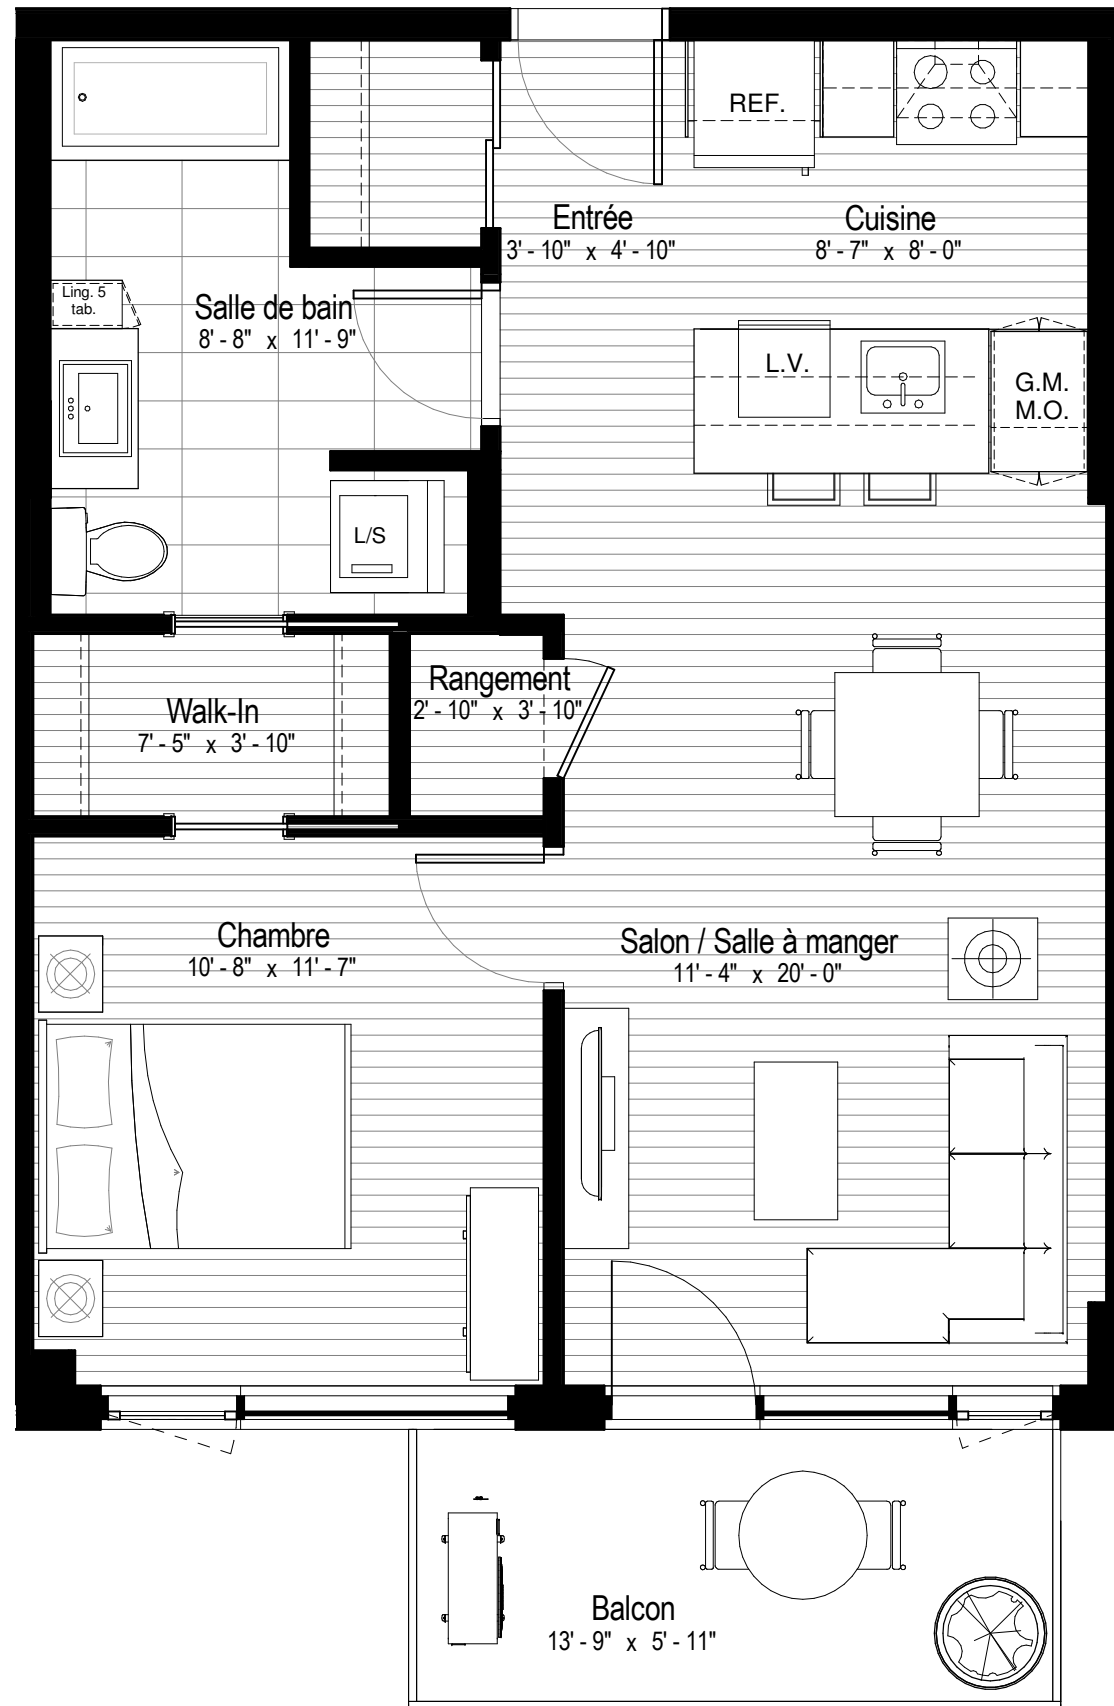 REF.
Entrée
3' - 10" x 4' - 10"
Cuisine
8' - 7" x 8' - 0"
Ling. 5
tab.
Salle de bain
8' - 8" x 11' - 9"
L.V.
G.M.
M.O.
L/S
Rangement
2' - 10" x 3' - 10"
Walk-In
7' - 5" x 3' - 10"
Chambre
10' - 8" x 11' - 7"
Salon / Salle à manger
11' - 4" x 20' - 0"
Balcon
13' - 9" x 5' - 11"